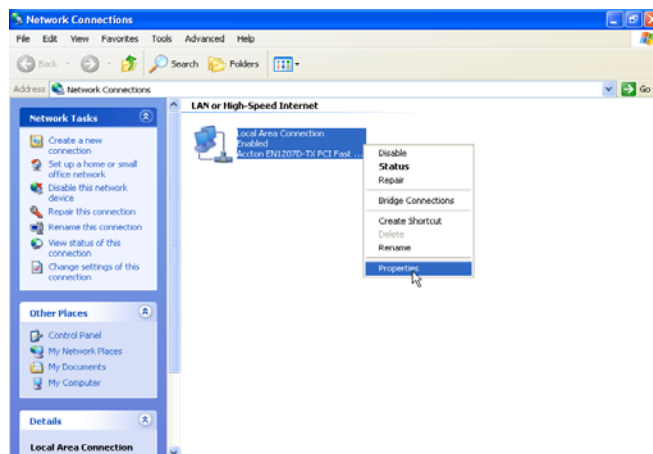 Network Connections
File Edit View Favorites Tools Advanced Help
Back Search Folders
Address Network Connections Go
Network Tasks
Create a new
connection
Set up a home or small
office network
Disable this network
device
Repair this connection
Rename this connection
View status of this
connection
Change settings of this
connection
Other Places
Control Panel
My Network Places
My Documents
My Computer
Details
Local Area Connection
LAN or High-Speed Internet
Local Area Connection
Enabled
Accton EN1207D-TX PCI Fast ...
Disable
Status
Repair
Bridge Connections
Create Shortcut
Delete
Rename
Properties